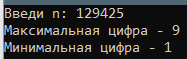 Введи n: 129425
Максимальная цифра - 9
Минимальная цифра - 1